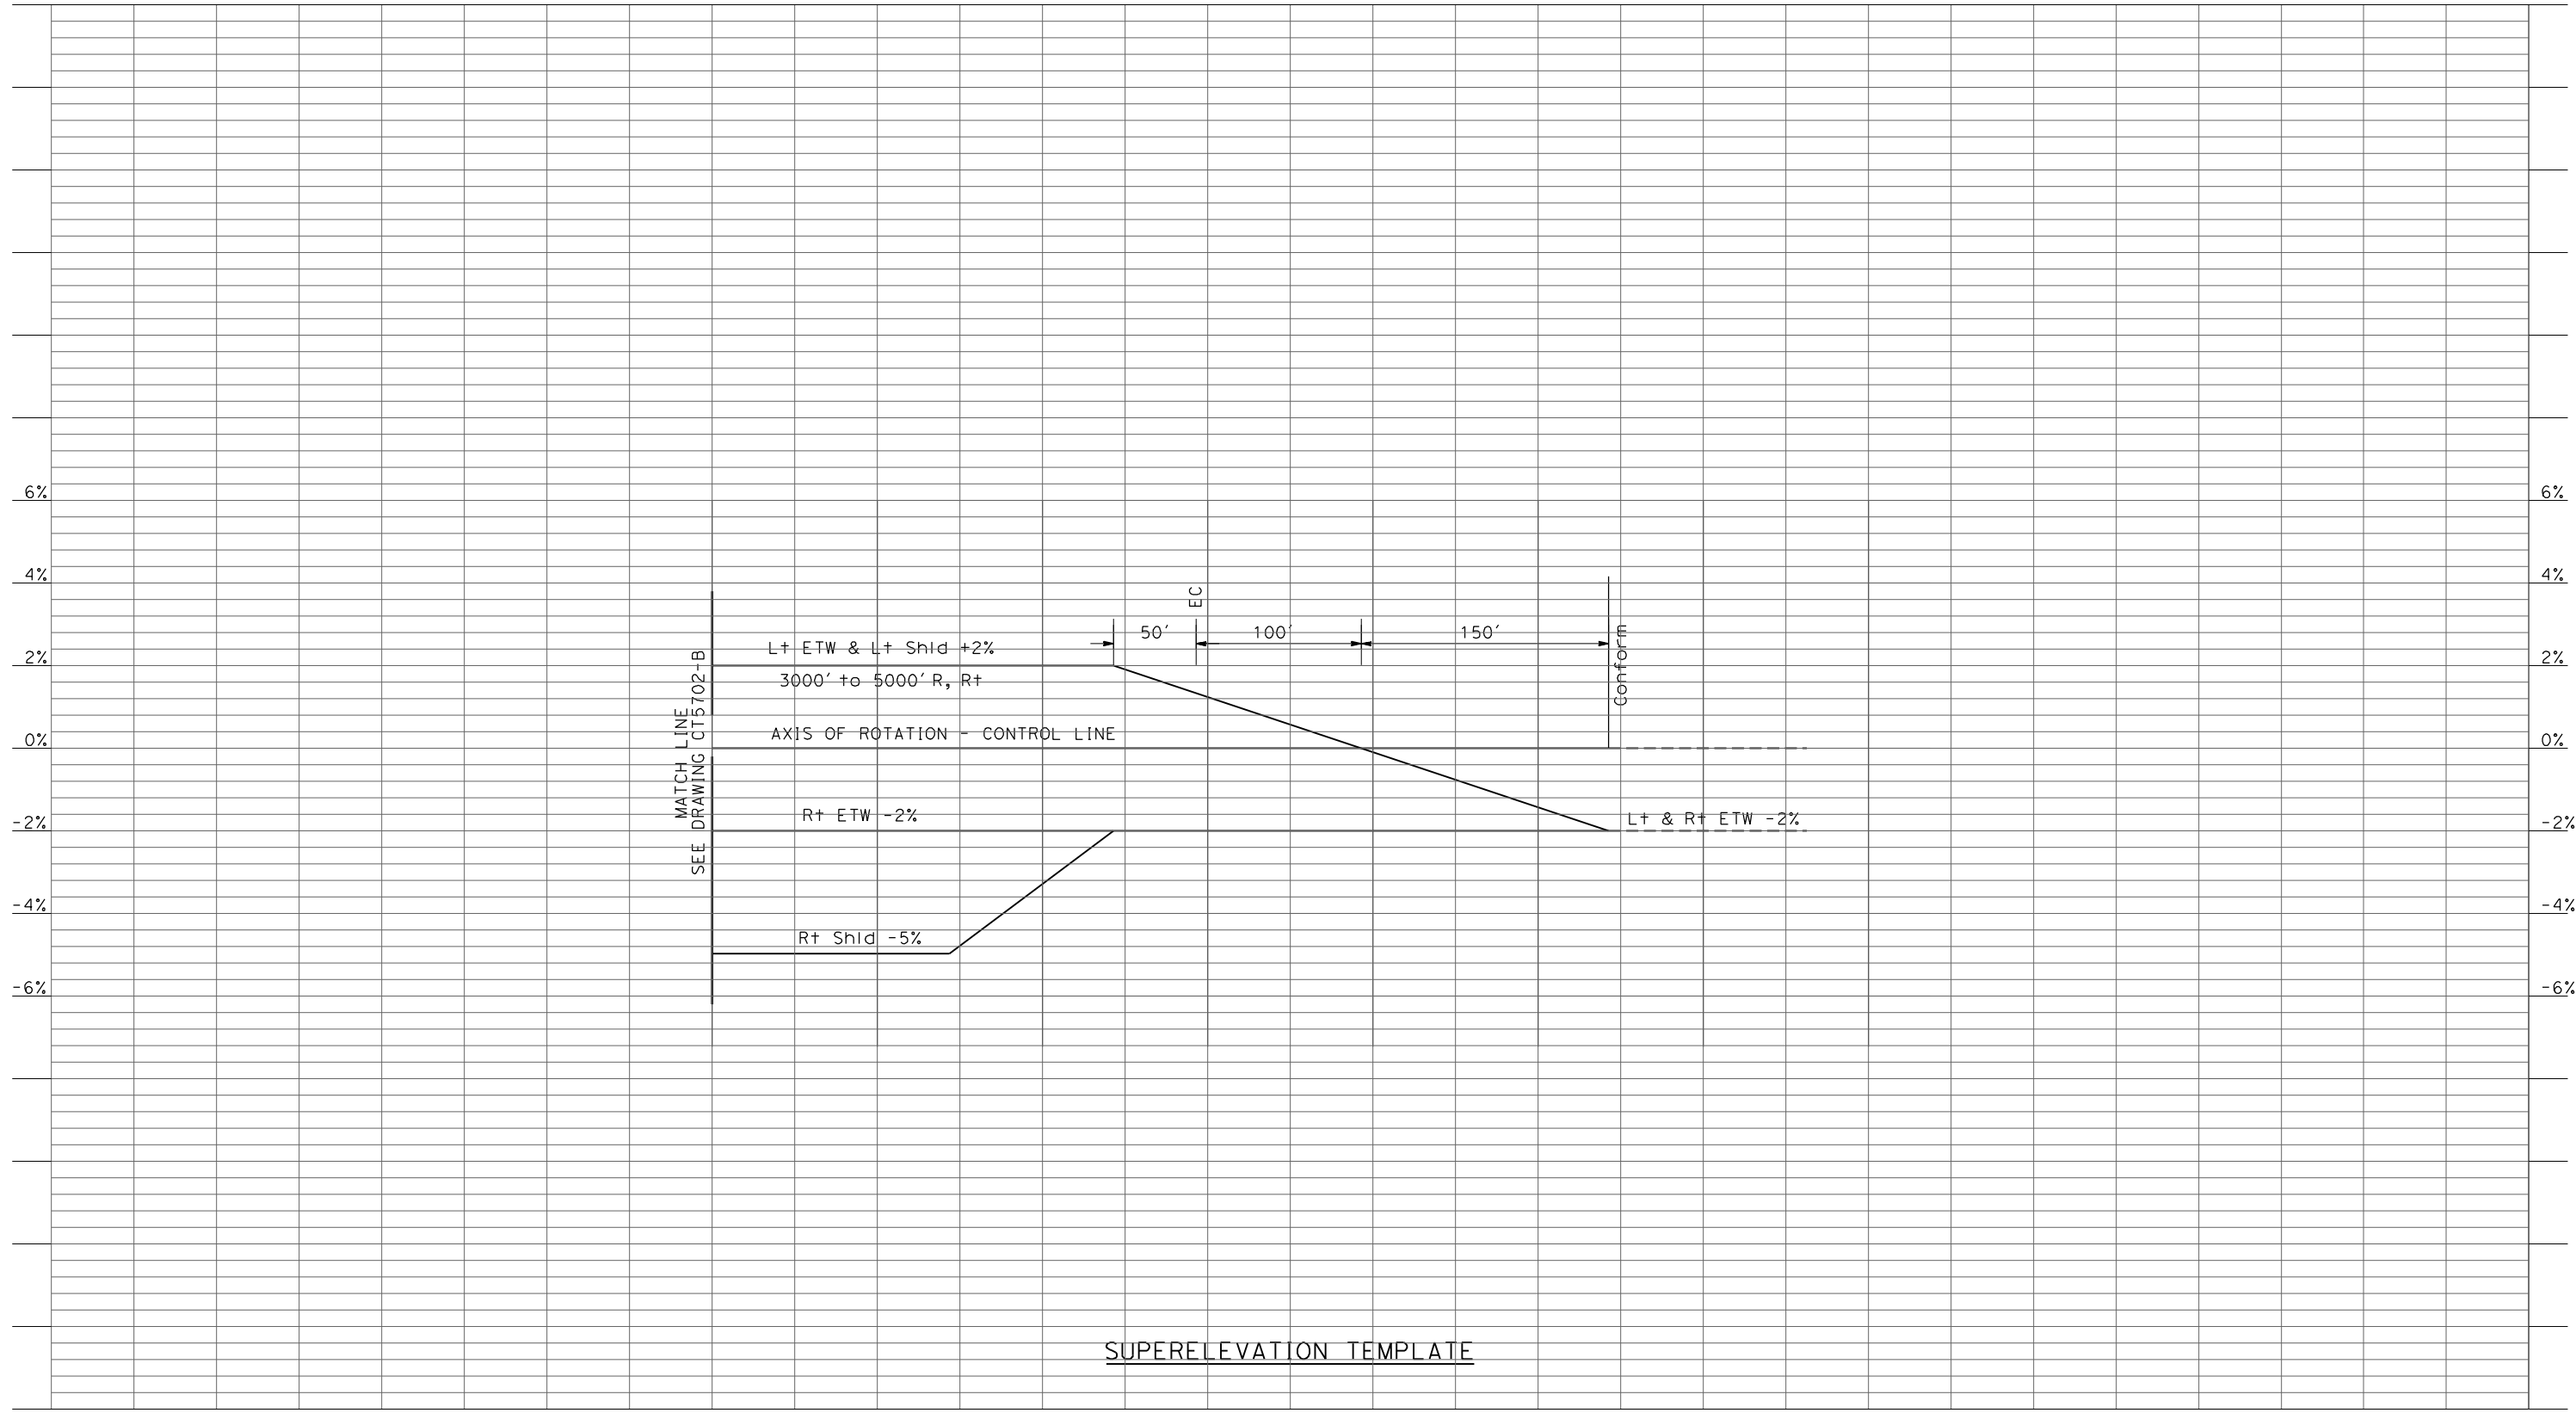 6%
6%
4%
4%
EC
50'
100'
150'
Conform
Lt ETW & Lt Shld +2%
2%
2%
3000' to 5000' R, Rt
MATCH LINE
SEE DRAWING CT5702-B
AXIS OF ROTATION - CONTROL LINE
0%
0%
Rt ETW -2%
Lt & Rt ETW -2%
-2%
-2%
-4%
-4%
Rt Shld -5%
-6%
-6%
SUPERELEVATION TEMPLATE